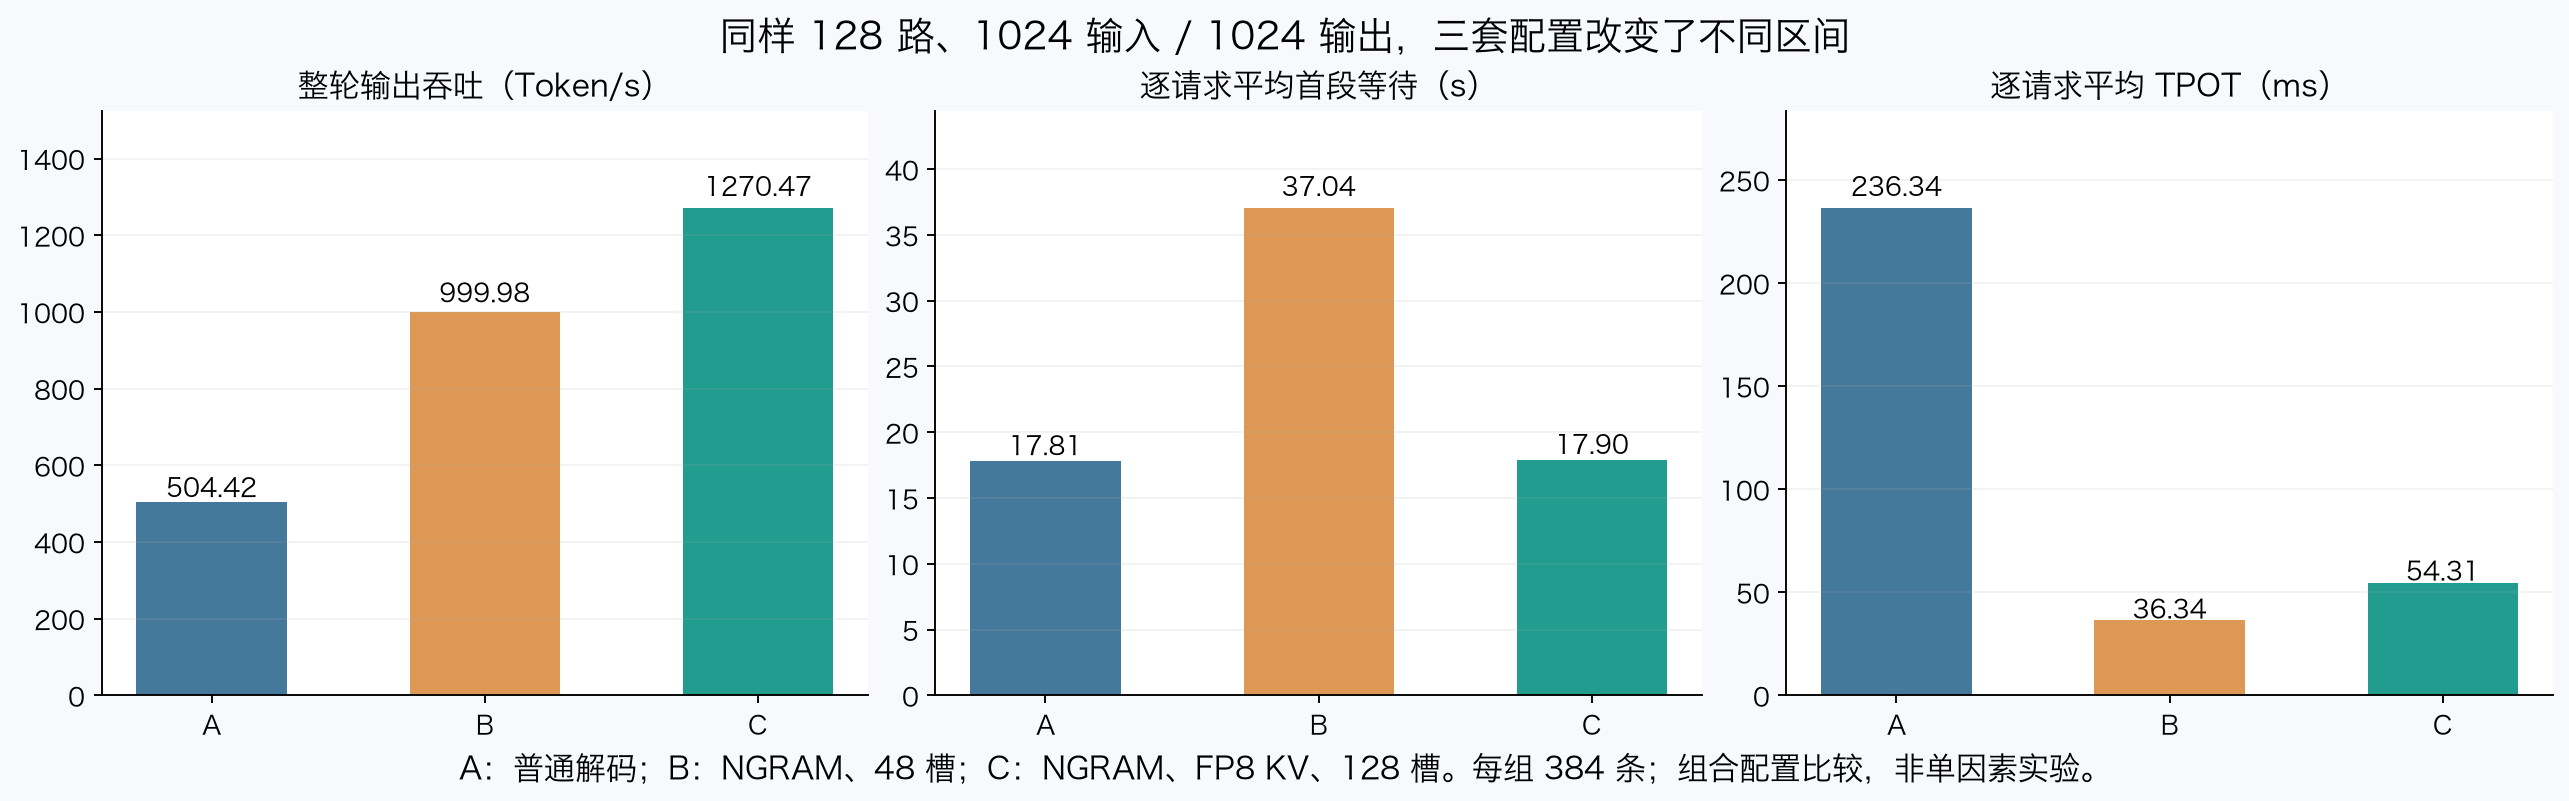 同样 128 路、1024 输入 / 1024 输出，三套配置改变了不同区间
整轮输出吞吐（Token/s）
1400
1200
1000
800
600
400
200
0
504.42
999.98
1270.47
A
B
C
逐请求平均首段等待（s）
40
35
30
25
20
15
10
5
0
17.81
37.04
17.90
A
B
C
逐请求平均 TPOT（ms）
250
200
150
100
50
0
236.34
36.34
54.31
A
B
C
A：普通解码；B：NGRAM、48 槽；C：NGRAM、FP8 KV、128 槽。每组 384 条；组合配置比较，非单因素实验。